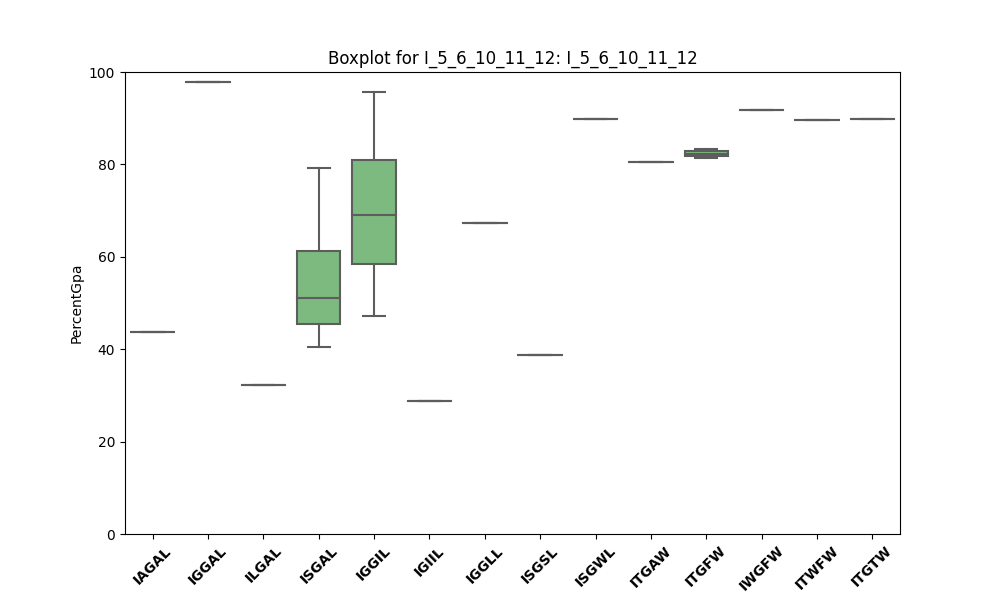 Boxplot for I_5_6_10_11_12: I_5_6_10_11_12
100
80
60
40
20
0
PercentGpa
IAGAL
IGGAL
ILGAL
ISGAL
IGGIL
IGIIL
IGGLL
ISGSL
ISGWL
ITGAW
ITGFW
IWGFW
ITWFW
ITGTW